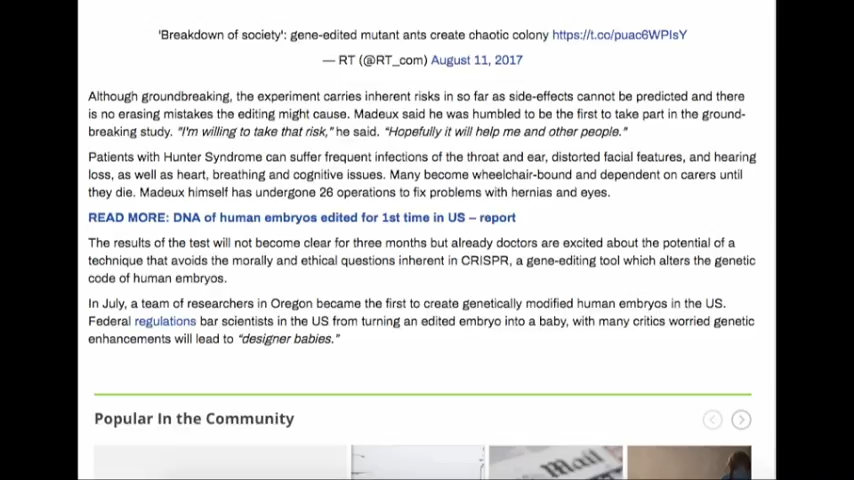 'Breakdown of society': gene-edited mutant ants create chaotic colony https://t.co/puac6WPIsY
— RT (@RT_com) August 11, 2017
Although groundbreaking, the experiment carries inherent risks in so far as side-effects cannot be predicted and there
is no erasing mistakes the editing might cause. Madeux said he was humbled to be the first to take part in the ground-
breaking study. "I'm willing to take that risk," he said. "Hopefully it will help me and other people."
Patients with Hunter Syndrome can suffer frequent infections of the throat and ear, distorted facial features, and hearing
loss, as well as heart, breathing and cognitive issues. Many become wheelchair-bound and dependent on carers until
they die. Madeux himself has undergone 26 operations to fix problems with hernias and eyes.
READ MORE: DNA of human embryos edited for 1st time in US – report
The results of the test will not become clear for three months but already doctors are excited about the potential of a
technique that avoids the morally and ethical questions inherent in CRISPR, a gene-editing tool which alters the genetic
code of human embryos.
In July, a team of researchers in Oregon became the first to create genetically modified human embryos in the US.
Federal regulations bar scientists in the US from turning an edited embryo into a baby, with many critics worried genetic
enhancements will lead to "designer babies."
Popular In the Community
Mail